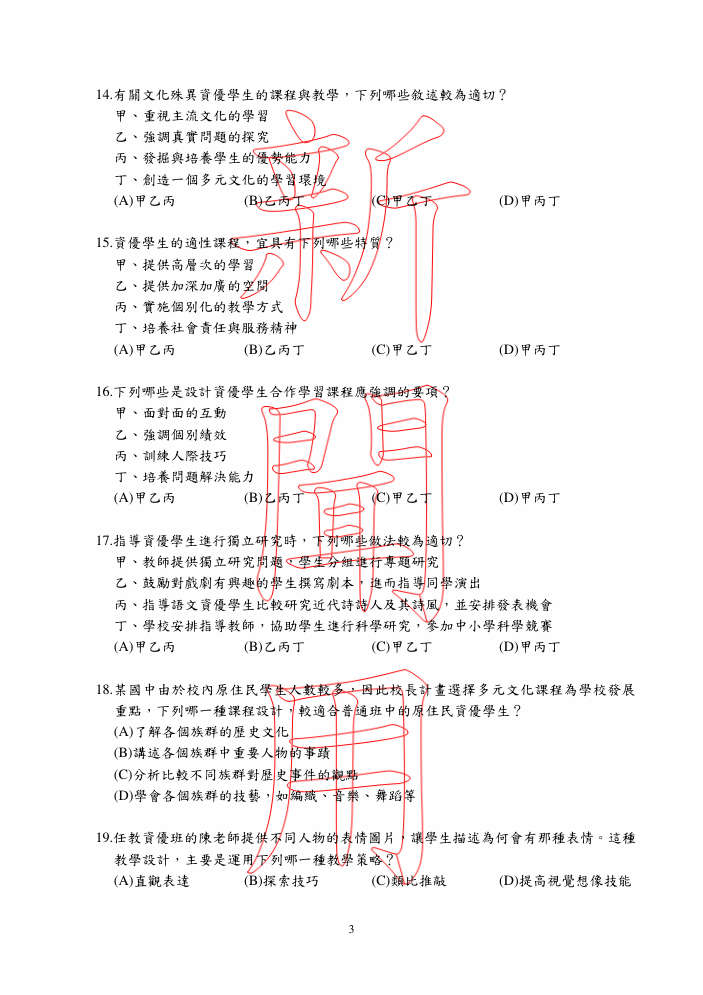 14.有關文化殊異資優學生的課程與教學，下列哪些敘述較為適切？
甲、重視主流文化的學習
乙、強調真實問題的探究
丙、發掘與培養學生的優勢能力
丁、創造一個多元文化的學習環境
(A)甲乙丙 (B)乙丙丁 (C)甲乙丁 (D)甲丙丁
15.資優學生的適性課程，宜具有下列哪些特質？
甲、提供高層次的學習
乙、提供加深加廣的空間
丙、實施個別化的教學方式
丁、培養社會責任與服務精神
(A)甲乙丙 (B)乙丙丁 (C)甲乙丁 (D)甲丙丁
16.下列哪些是設計資優學生合作學習課程應強調的要項？
甲、面對面的互動
乙、強調個別績效
丙、訓練人際技巧
丁、培養問題解決能力
(A)甲乙丙 (B)乙丙丁 (C)甲乙丁 (D)甲丙丁
17.指導資優學生進行獨立研究時，下列哪些做法較為適切？
甲、教師提供獨立研究問題，學生分組進行專題研究
乙、鼓勵對戲劇有興趣的學生撰寫劇本，進而指導同學演出
丙、指導語文資優學生比較研究近代詩詩人及其詩風，並安排發表機會
丁、學校安排指導教師，協助學生進行科學研究，參加中小學科學競賽
(A)甲乙丙 (B)乙丙丁 (C)甲乙丁 (D)甲丙丁
18.某國中由於校內原住民學生人數較多，因此校長計畫選擇多元文化課程為學校發展
重點，下列哪一種課程設計，較適合普通班中的原住民資優學生？
(A)了解各個族群的歷史文化
(B)講述各個族群中重要人物的事蹟
(C)分析比較不同族群對歷史事件的觀點
(D)學會各個族群的技藝，如編織、音樂、舞蹈等
19.任教資優班的陳老師提供不同人物的表情圖片，讓學生描述為何會有那種表情。這種
教學設計，主要是運用下列哪一種教學策略？
(A)直觀表達 (B)探索技巧 (C)類比推敲 (D)提高視覺想像技能
3
新
聞
用